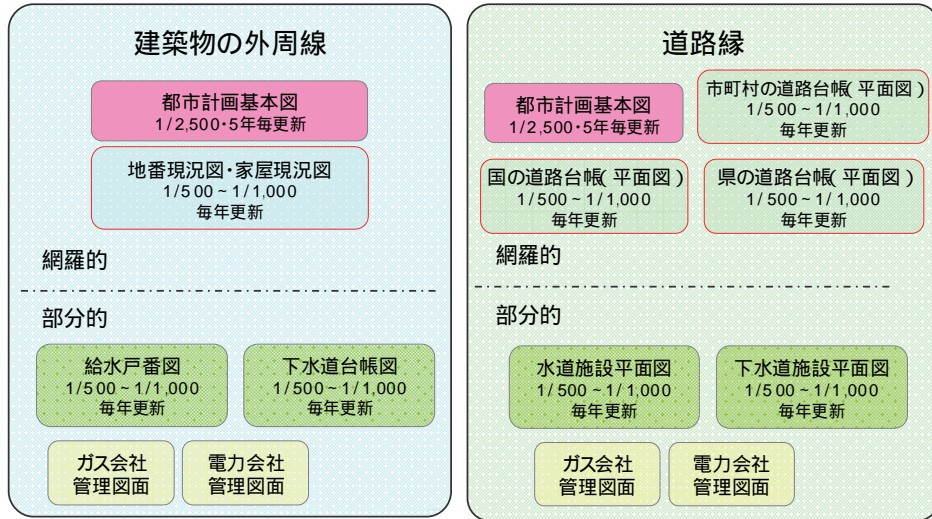 建築物の外周線
都市計画基本図
1/2,500・5年毎更新
地番現況図・家屋現況図
1/500~1/1,000
毎年更新
網羅的
部分的
給水戸番図
1/500~1/1,000
毎年更新
下水道台帳図
1/500~1/1,000
毎年更新
ガス会社
管理図面
電力会社
管理図面
道路縁
都市計画基本図
1/2,500・5年毎更新
市町村の道路台帳(平面図)
1/500~1/1,000
毎年更新
国の道路台帳(平面図)
1/500~1/1,000
毎年更新
県の道路台帳(平面図)
1/500~1/1,000
毎年更新
網羅的
部分的
水道施設平面図
1/500~1/1,000
毎年更新
下水道施設平面図
1/500~1/1,000
毎年更新
ガス会社
管理図面
電力会社
管理図面